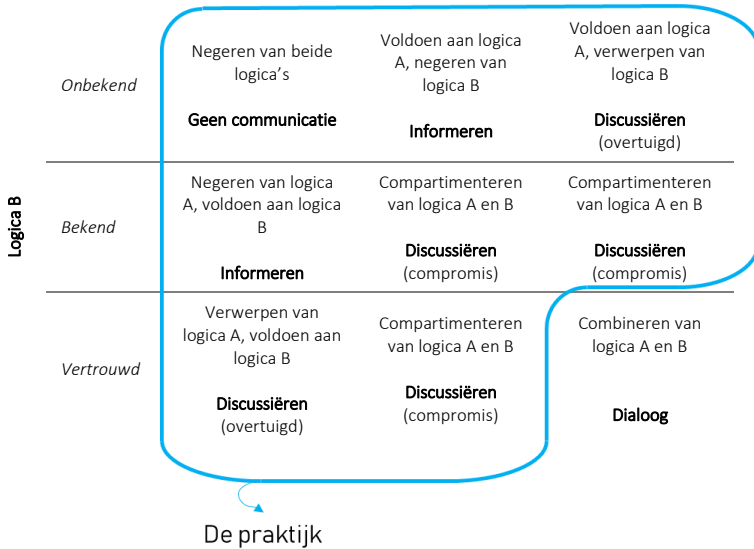 Logica B
Onbekend
Negeren van beide
logica’s
Geen communicatie
Voldoen aan logica
A, negeren van
logica B
Informeren
Voldoen aan logica
A, verwerpen van
logica B
Discussiëren
(overtuigd)
Bekend
Negeren van logica
A, voldoen aan logica
B
Informeren
Compartimenteren
van logica A en B
Discussiëren
(compromis)
Compartimenteren
van logica A en B
Discussiëren
(compromis)
Vertrouwd
Verwerpen van
logica A, voldoen aan
logica B
Discussiëren
(overtuigd)
Compartimenteren
van logica A en B
Discussiëren
(compromis)
Combineren van
logica A en B
Dialoog
De praktijk